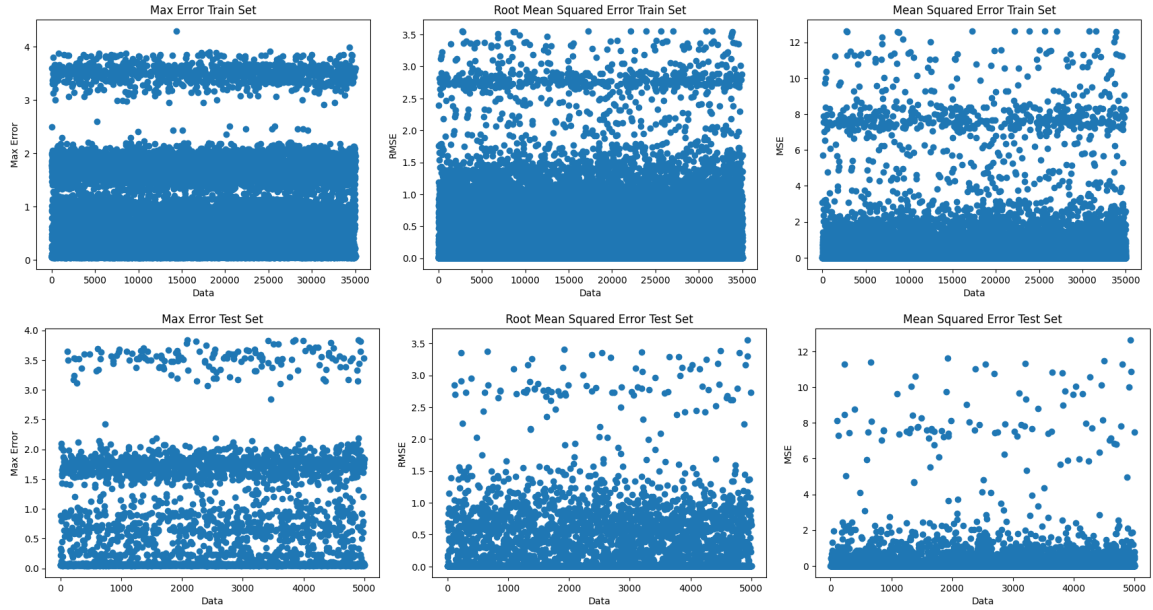 Max Error Train Set
Max Error
4
3
2
1
0
0 5000 10000 15000 20000 25000 30000 35000
Data
Root Mean Squared Error Train Set
RMSE
3.5
3.0
2.5
2.0
1.5
1.0
0.5
0.0
0 5000 10000 15000 20000 25000 30000 35000
Data
Mean Squared Error Train Set
MSE
12
10
8
6
4
2
0
0 5000 10000 15000 20000 25000 30000 35000
Data
Max Error Test Set
Max Error
4.0
3.5
3.0
2.5
2.0
1.5
1.0
0.5
0.0
0 1000 2000 3000 4000 5000
Data
Root Mean Squared Error Test Set
RMSE
3.5
3.0
2.5
2.0
1.5
1.0
0.5
0.0
0 1000 2000 3000 4000 5000
Data
Mean Squared Error Test Set
MSE
12
10
8
6
4
2
0
0 1000 2000 3000 4000 5000
Data